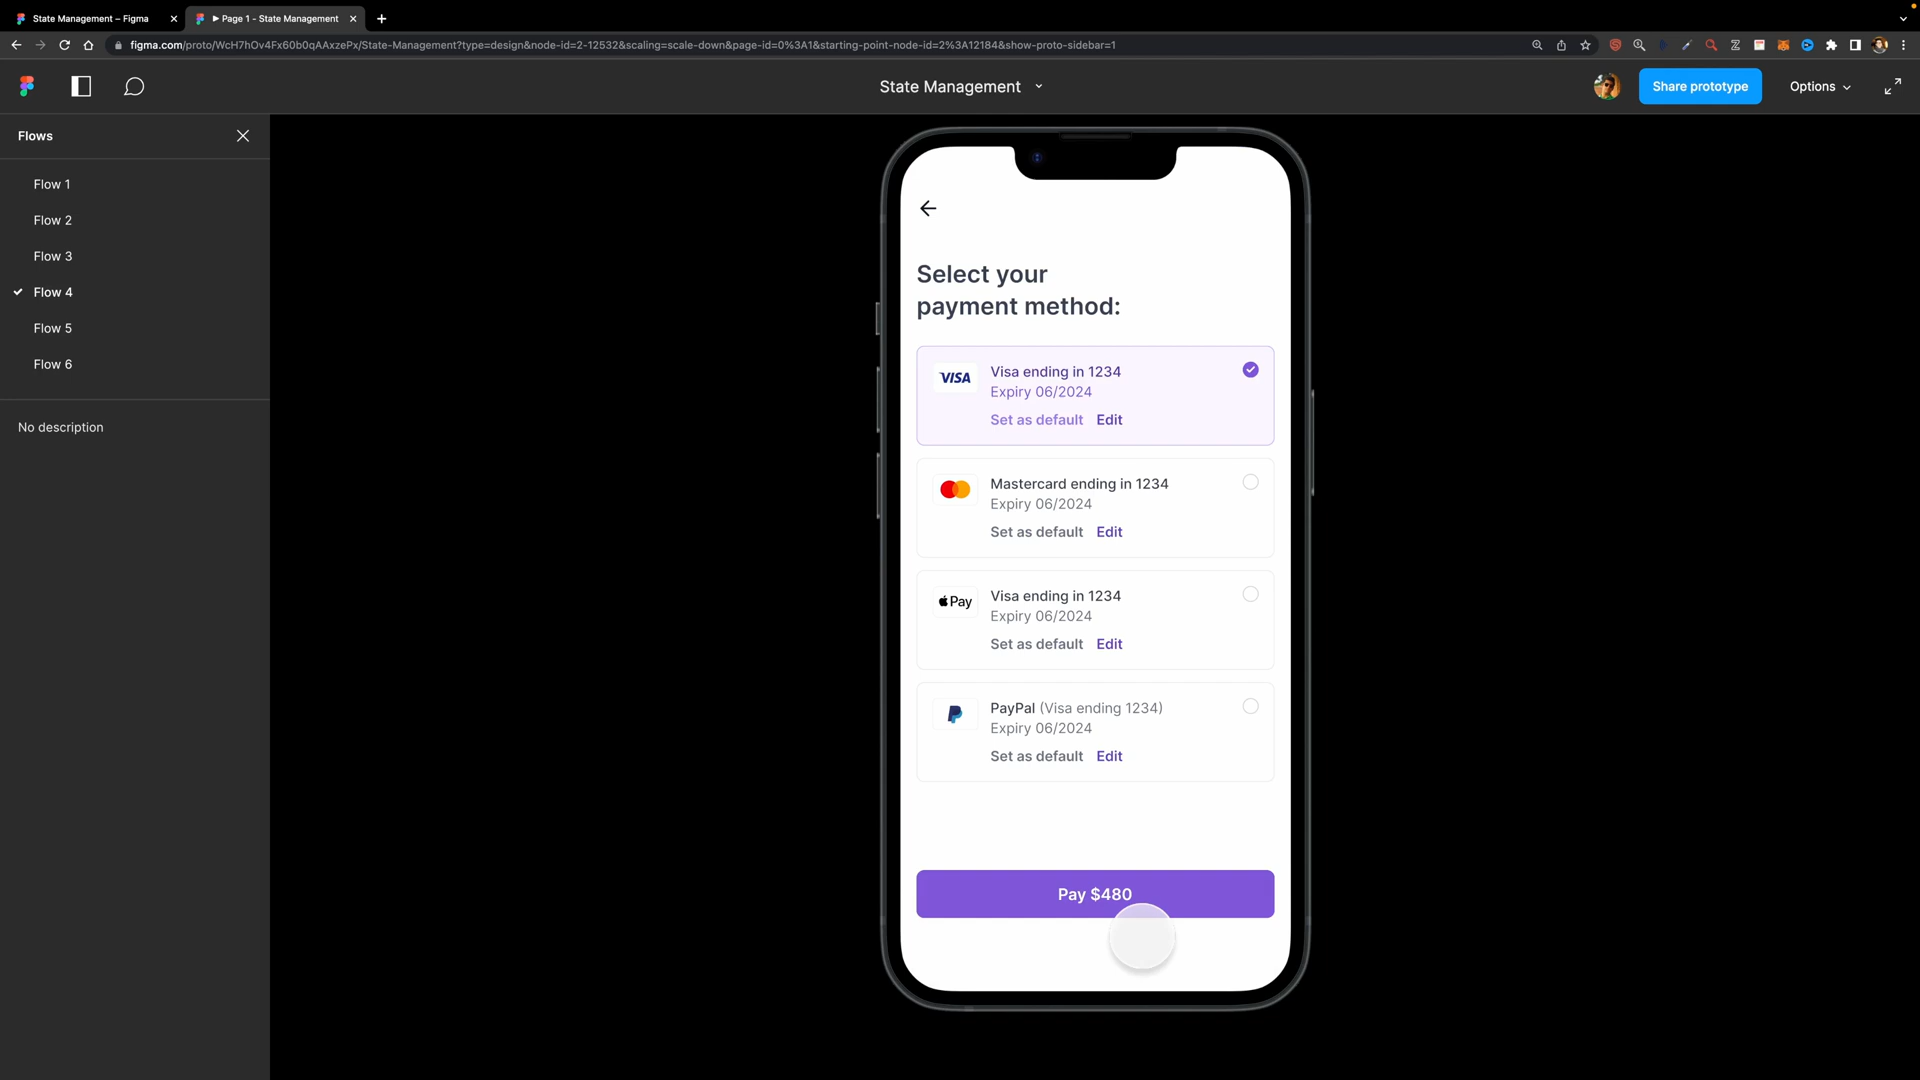 State Management – Figma
Page 1 - State Management
figma.com/proto/WcH7hOv4Fx60b0qAAxzePx/State-Management?type=design&node-id=2-12532&scaling=scale-down&page-id=0%3A1&starting-point-node-id=2%3A12184&show-proto-sidebar=1
State Management
Share prototype
Options
Flows
Flow 1
Flow 2
Flow 3
Flow 4
Flow 5
Flow 6
No description
Select your
payment method:
VISA
Visa ending in 1234
Expiry 06/2024
Set as default Edit
Mastercard ending in 1234
Expiry 06/2024
Set as default Edit
Pay
Visa ending in 1234
Expiry 06/2024
Set as default Edit
PayPal (Visa ending 1234)
Expiry 06/2024
Set as default Edit
Pay $480